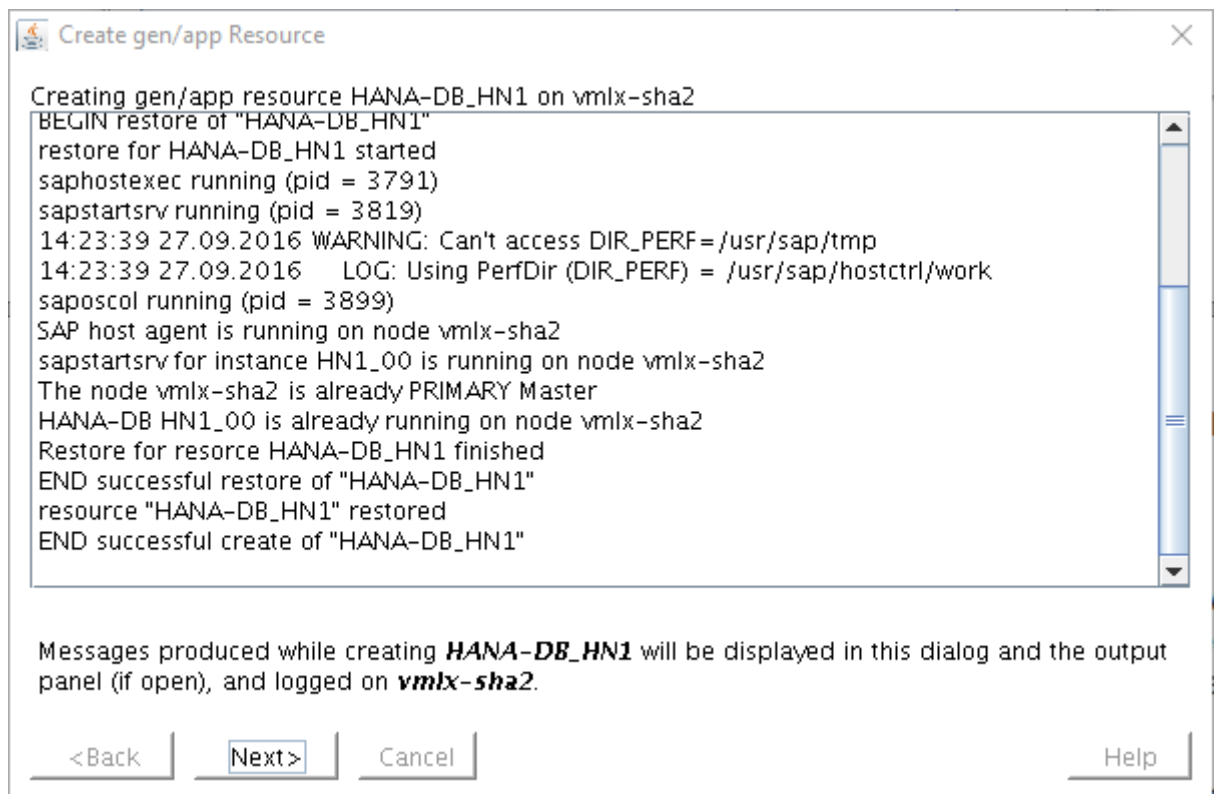 Create gen/app Resource
Creating gen/app resource HANA-DB_HN1 on vmlx-sha2
BEGIN restore of "HANA-DB_HN1"
restore for HANA-DB_HN1 started
saphostexec running (pid = 3791)
sapstartsrv running (pid = 3819)
14:23:39 27.09.2016 WARNING: Can't access DIR_PERF=/usr/sap/tmp
14:23:39 27.09.2016    LOG: Using PerfDir (DIR_PERF) = /usr/sap/hostctrl/work
saposcol running (pid = 3899)
SAP host agent is running on node vmlx-sha2
sapstartsrv for instance HN1_00 is running on node vmlx-sha2
The node vmlx-sha2 is already PRIMARY Master
HANA-DB HN1_00 is already running on node vmlx-sha2
Restore for resorce HANA-DB_HN1 finished
END successful restore of "HANA-DB_HN1"
resource "HANA-DB_HN1" restored
END successful create of "HANA-DB_HN1"
Messages produced while creating HANA-DB_HN1 will be displayed in this dialog and the output
panel (if open), and logged on vmlx-sha2.
<Back Next> Cancel Help